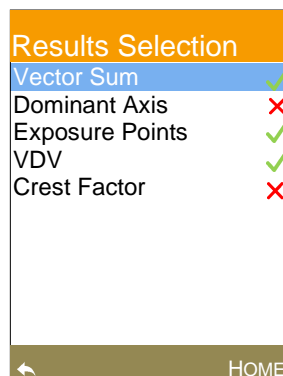 Results Selection
Vector Sum
Dominant Axis
Exposure Points
VDV
Crest Factor
HOME